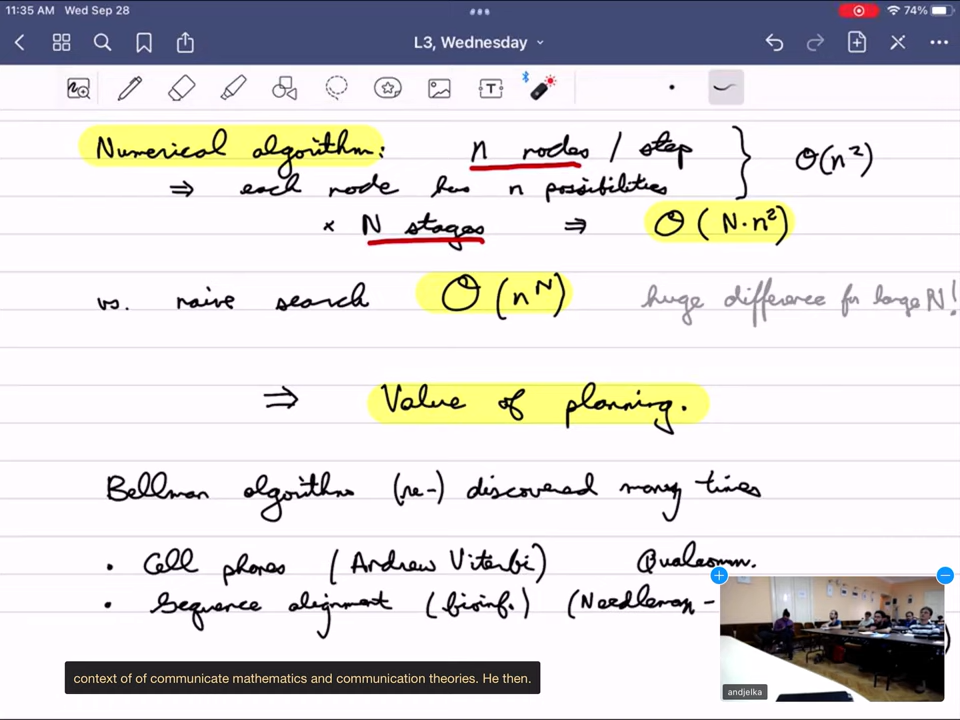 11:35 AM Wed Sep 28
74%
L3, Wednesday
T
Numerical algorithm: n nodes / step
⇒ each node has n possibilities } O(n²)
× N stages ⇒ O(N·n²)
vs. naive search O(n^N) huge difference for large N!
⇒ Value of planning.
Bellman algorithm (re-) discovered many times
• Cell phones (Andrew Viterbi) Qualcomm.
• Sequence alignment (bioinf.) (Needleman -
context of of communicate mathematics and communication theories. He then.
andjelka